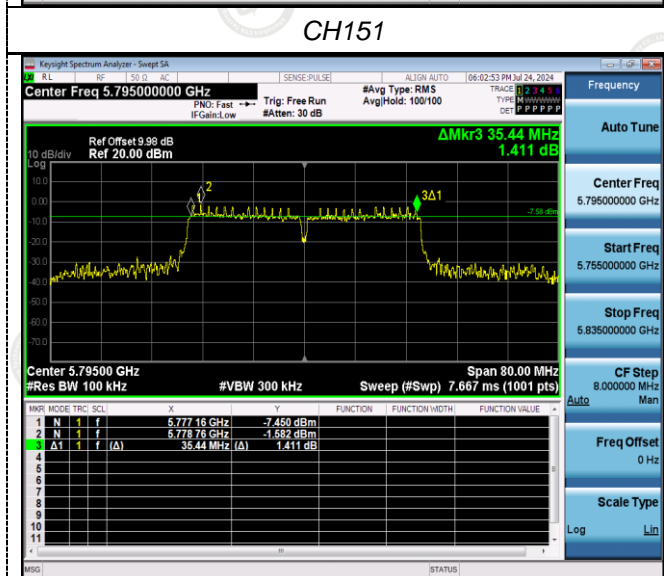 CH151
Keysight Spectrum Analyzer - Swept SA
RL RF 50 Ω AC SENSE:PULSE ALIGN AUTO 06:02:53 PM Jul 24, 2024
Center Freq 5.795000000 GHz
PNO: Fast
IFGain:Low
Trig: Free Run
#Atten: 30 dB
#Avg Type: RMS
Avg|Hold: 100/100
TRACE 1 2 3 4 5 6
TYPE M W W W W W
DET P P P P P P
Frequency
Auto Tune
Center Freq
5.795000000 GHz
Start Freq
5.755000000 GHz
Stop Freq
5.835000000 GHz
CF Step
8.000000 MHz
Auto Man
Freq Offset
0 Hz
Scale Type
Log Lin
ΔMkr3 35.44 MHz
1.411 dB
Ref Offset 9.98 dB
10 dB/div Ref 20.00 dBm
Log
10.0
0.00
-10.0
-20.0
-30.0
-40.0
-50.0
-60.0
-70.0
1
2
3Δ1
-7.58 dBm
Center 5.79500 GHz Span 80.00 MHz
#Res BW 100 kHz #VBW 300 kHz Sweep (#Swp) 7.667 ms (1001 pts)
MKR MODE TRC SCL X Y FUNCTION FUNCTION WIDTH FUNCTION VALUE
1 N 1 f 5.777 16 GHz -7.450 dBm
2 N 1 f 5.778 76 GHz -1.582 dBm
3 Δ1 1 f (Δ) 35.44 MHz (Δ) 1.411 dB
4
5
6
7
8
9
10
11
MSG STATUS